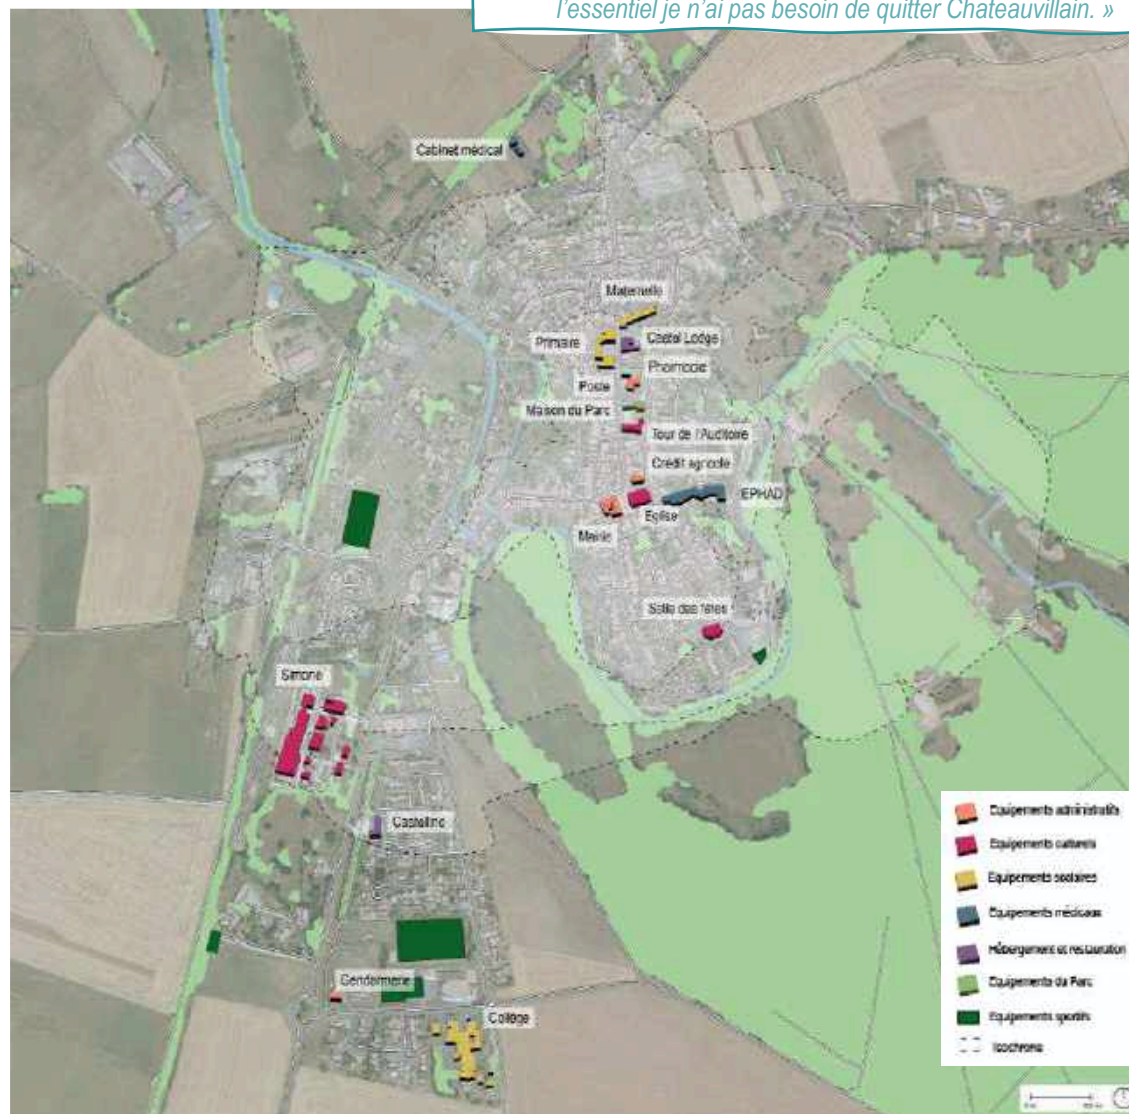 l'essentiel je n'ai pas besoin de quitter Chateauvillain. »
Cabinet médical
Maternelle
Primaire
Castel Lodge
Pharmacie
Poste
Maison du Parc
Tour de l'Auditoire
Crédit agricole
EPHAD
Eglise
Mairie
Salle des fêtes
Simone
Casteline
Gendarmerie
Collège
Equipements administratifs
Equipements culturels
Equipements scolaires
Equipements médicaux
Hébergement et restauration
Equipements du Parc
Equipements sportifs
Isochrone